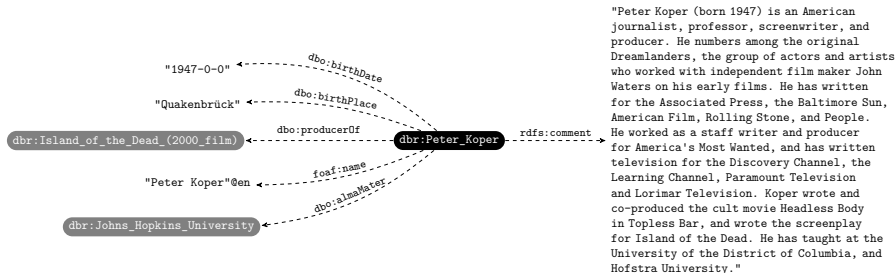 "1947-0-0"
dbo:birthDate
"Quakenbrück"
dbo:birthPlace
dbr:Island_of_the_Dead_(2000_film)
dbo:producerOf
dbr:Peter_Koper
rdfs:comment
"Peter Koper"@en
foaf:name
dbr:Johns_Hopkins_University
dbo:almaMater
"Peter Koper (born 1947) is an American
journalist, professor, screenwriter, and
producer. He numbers among the original
Dreamlanders, the group of actors and artists
who worked with independent film maker John
Waters on his early films. He has written
for the Associated Press, the Baltimore Sun,
American Film, Rolling Stone, and People.
He worked as a staff writer and producer
for America's Most Wanted, and has written
television for the Discovery Channel, the
Learning Channel, Paramount Television
and Lorimar Television. Koper wrote and
co-produced the cult movie Headless Body
in Topless Bar, and wrote the screenplay
for Island of the Dead. He has taught at the
University of the District of Columbia, and
Hofstra University."